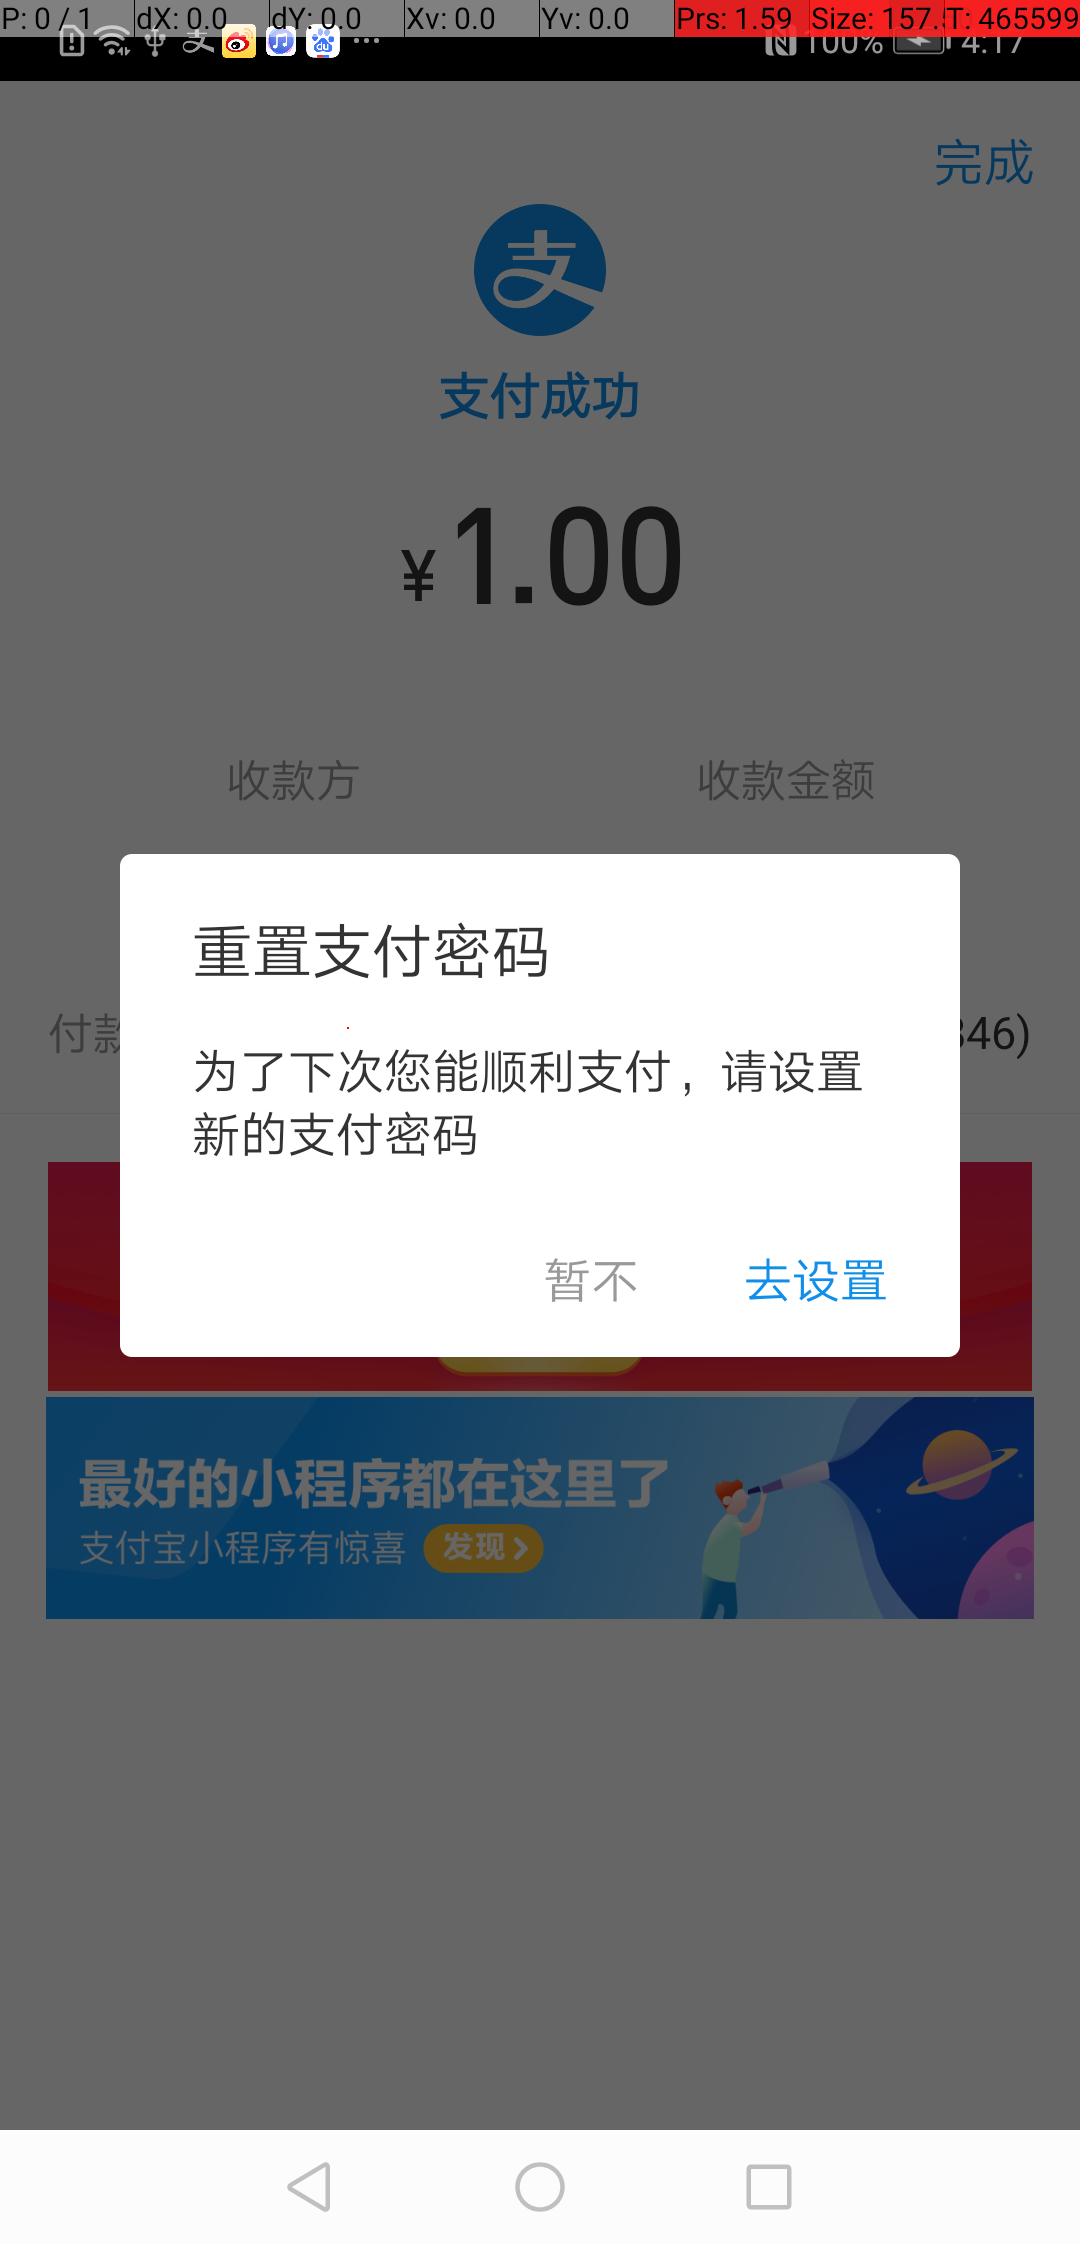 P: 0 / 1 dX: 0.0 dY: 0.0 Xv: 0.0 Yv: 0.0 Prs: 1.59 Size: 157. T: 465599
100% 4:17
完成
支付成功
¥1.00
收款方 收款金额
重置支付密码
付款 346)
为了下次您能顺利支付，请设置
新的支付密码
暂不 去设置
最好的小程序都在这里了
支付宝小程序有惊喜 发现